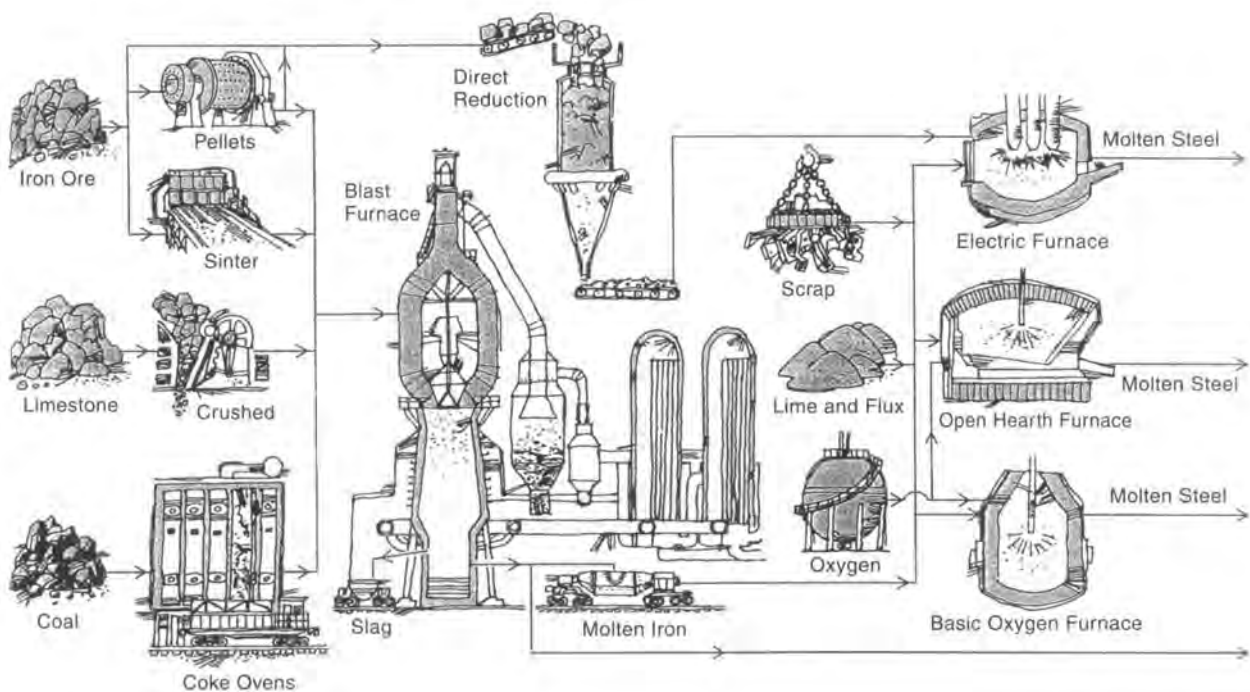 Iron Ore
Pellets
Sinter
Limestone
Crushed
Coal
Coke Ovens
Direct
Reduction
Blast
Furnace
Slag
Molten Iron
Scrap
Lime and Flux
Oxygen
Electric Furnace
Molten Steel
Open Hearth Furnace
Molten Steel
Basic Oxygen Furnace
Molten Steel